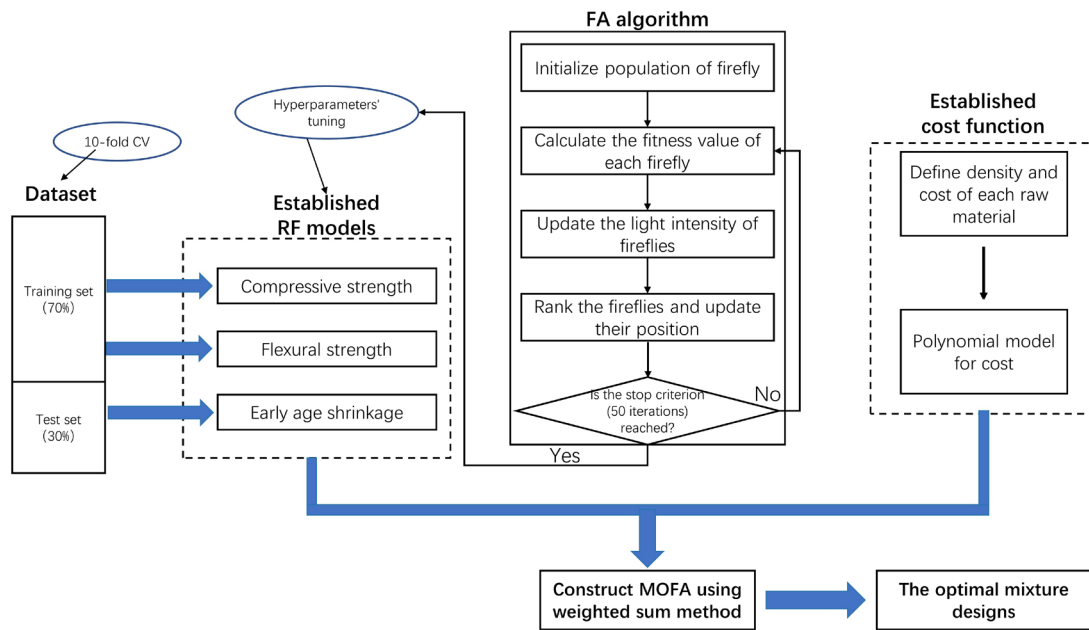 FA algorithm
Initialize population of firefly
Calculate the fitness value of
each firefly
Update the light intensity of
fireflies
Rank the fireflies and update
their position
Is the stop criterion
(50 iterations)
reached?
No
Yes
Hyperparameters'
tuning
10-fold CV
Dataset
Training set
(70%)
Test set
(30%)
Established
RF models
Compressive strength
Flexural strength
Early age shrinkage
Established
cost function
Define density and
cost of each raw
material
Polynomial model
for cost
Construct MOFA using
weighted sum method
The optimal mixture
designs